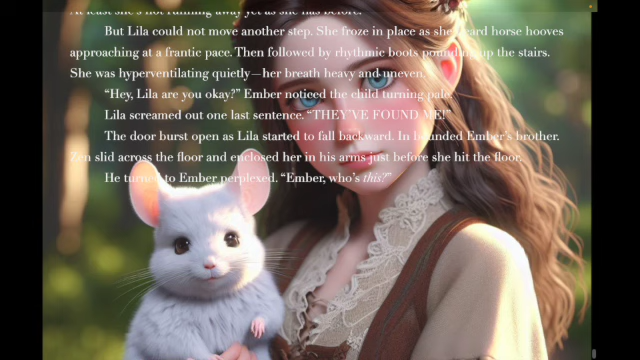 At least she's not running away yet as she has before.
But Lila could not move another step. She froze in place as she heard horse hooves
approaching at a frantic pace. Then followed by rhythmic boots pounding up the stairs.
She was hyperventilating quietly—her breath heavy and uneven.
“Hey, Lila are you okay?” Ember noticed the child turning pale.
Lila screamed out one last sentence. “THEY’VE FOUND ME!”
The door burst open as Lila started to fall backward. In bounded Ember’s brother.
Zen slid across the floor and enclosed her in his arms just before she hit the floor.
He turned to Ember perplexed. “Ember, who’s this?”